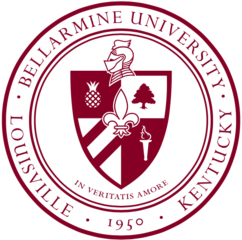 · BELLARMINE UNIVERSITY ·
LOUISVILLE · 1950 · KENTUCKY
IN VERITATIS AMORE